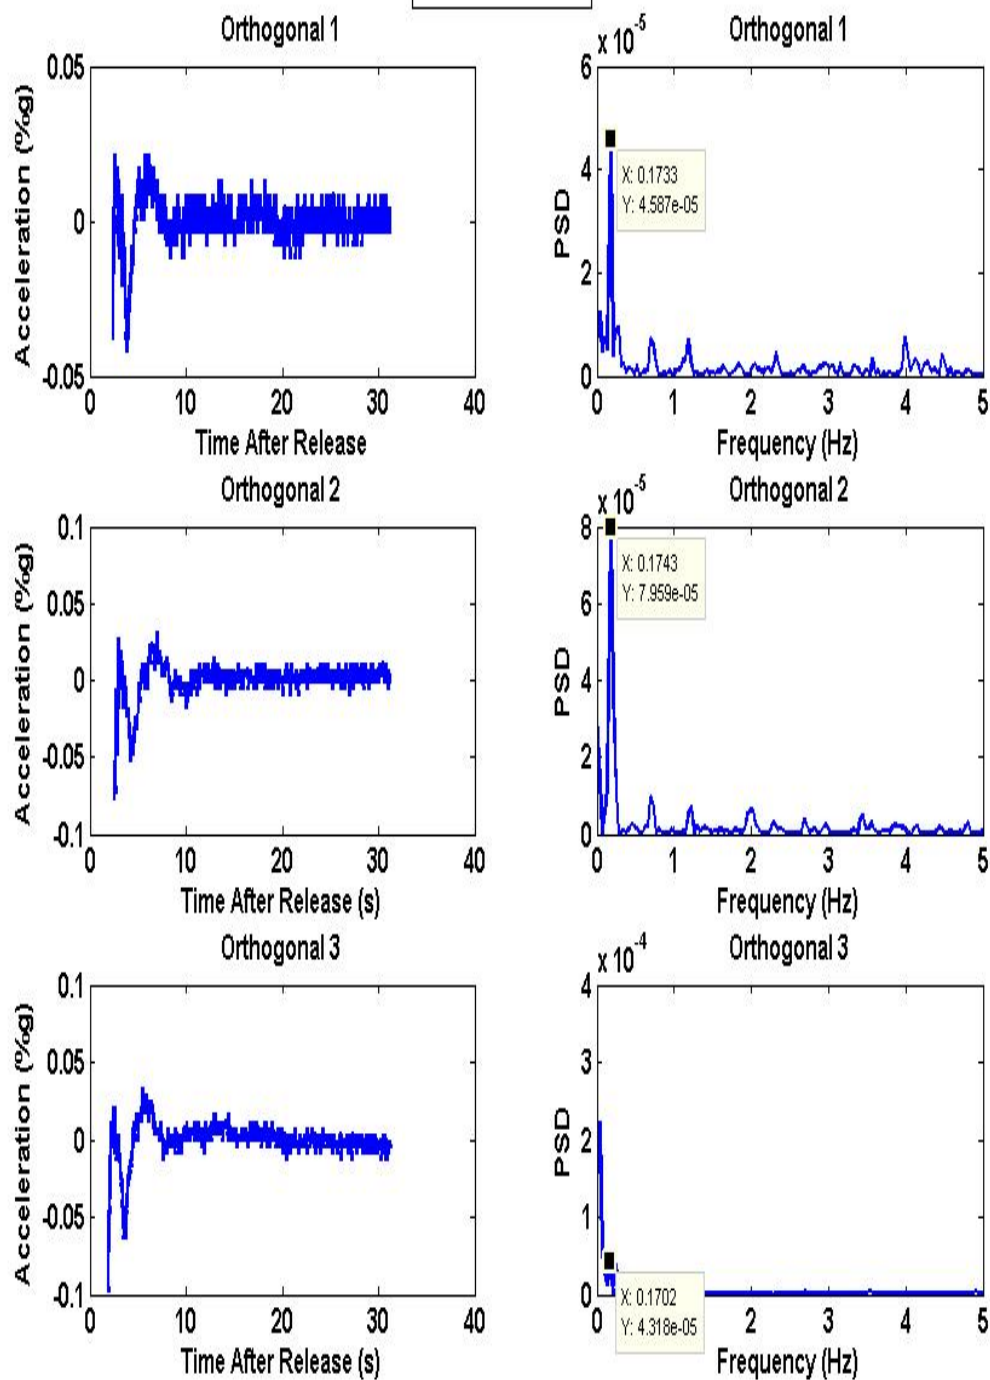 Orthogonal 1
Acceleration (%g)
0.05
0
-0.05
0 10 20 30 40
Time After Release
Orthogonal 1
x 10-5
PSD
6
4
2
0
X: 0.1733
Y: 4.587e-05
0 1 2 3 4 5
Frequency (Hz)
Orthogonal 2
Acceleration (%g)
0.1
0.05
0
-0.05
-0.1
0 10 20 30 40
Time After Release (s)
Orthogonal 2
x 10-5
PSD
8
6
4
2
0
X: 0.1743
Y: 7.959e-05
0 1 2 3 4 5
Frequency (Hz)
Orthogonal 3
Acceleration (%g)
0.1
0.05
0
-0.05
-0.1
0 10 20 30 40
Time After Release (s)
Orthogonal 3
x 10-4
PSD
4
3
2
1
0
X: 0.1702
Y: 4.318e-05
0 1 2 3 4 5
Frequency (Hz)